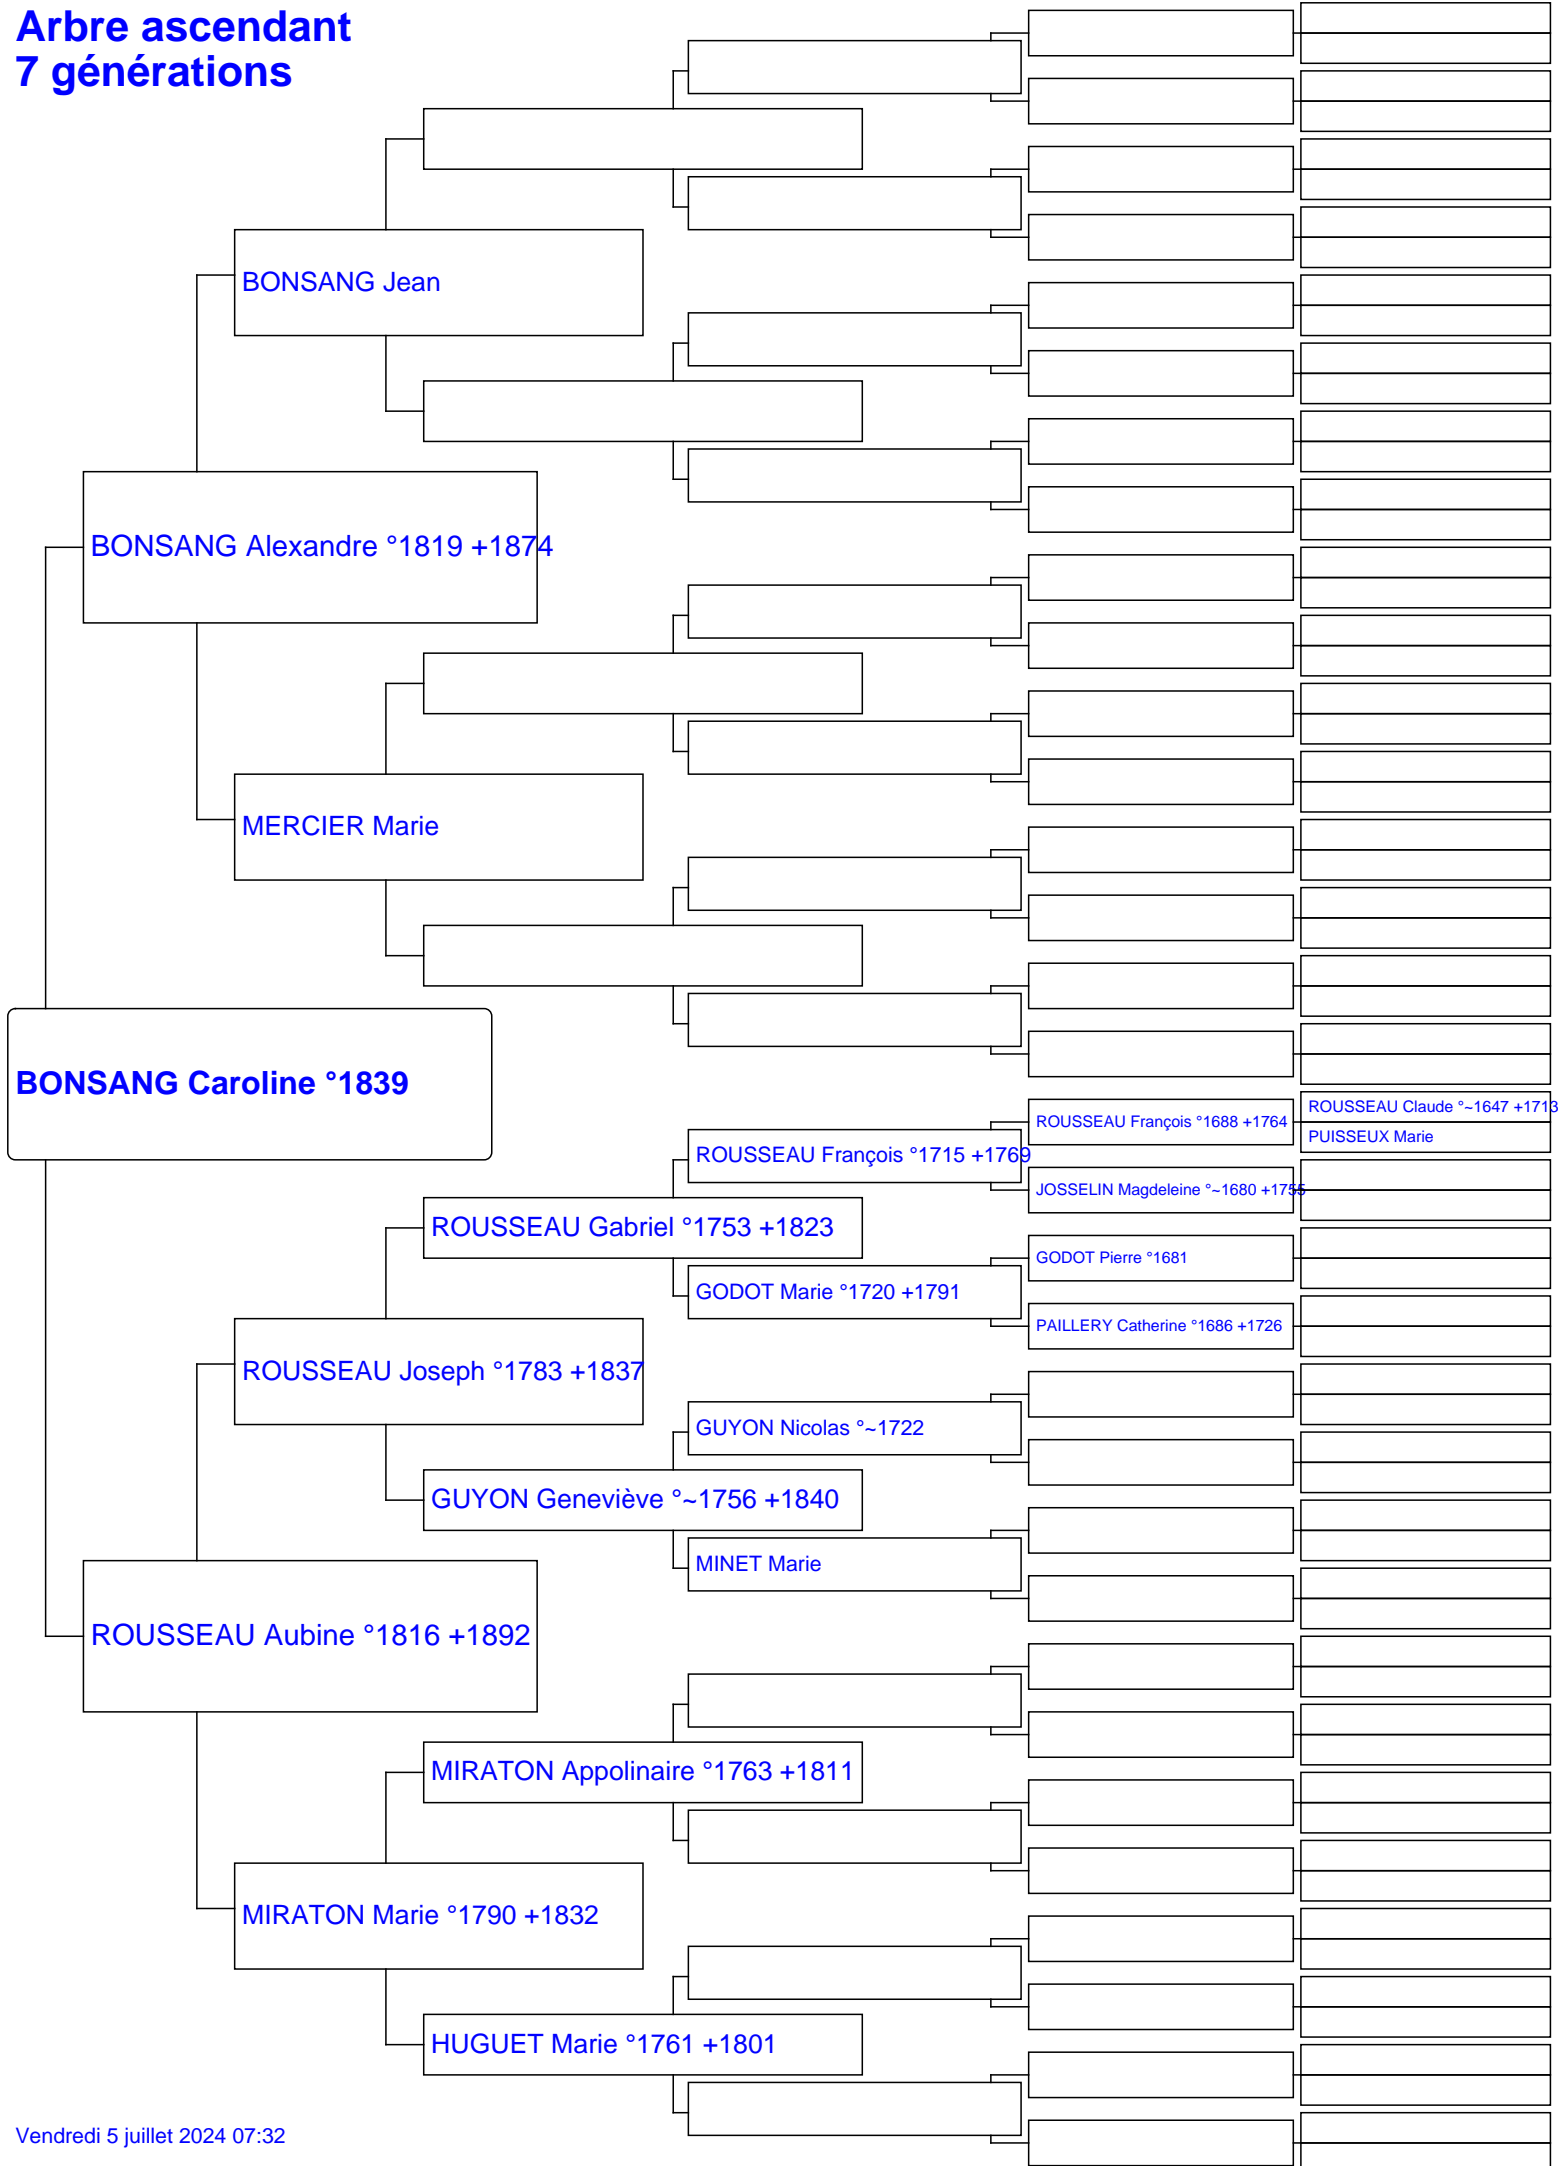 Arbre ascendant
7 générations
BONSANG Jean
BONSANG Alexandre °1819 +1874
MERCIER Marie
BONSANG Caroline °1839
ROUSSEAU Claude °~1647 +1713
ROUSSEAU François °1688 +1764
PUISSEUX Marie
ROUSSEAU François °1715 +1769
JOSSELIN Magdeleine °~1680 +1755
ROUSSEAU Gabriel °1753 +1823
GODOT Pierre °1681
GODOT Marie °1720 +1791
PAILLERY Catherine °1686 +1726
ROUSSEAU Joseph °1783 +1837
GUYON Nicolas °~1722
GUYON Geneviève °~1756 +1840
MINET Marie
ROUSSEAU Aubine °1816 +1892
MIRATON Appolinaire °1763 +1811
MIRATON Marie °1790 +1832
HUGUET Marie °1761 +1801
Vendredi 5 juillet 2024 07:32